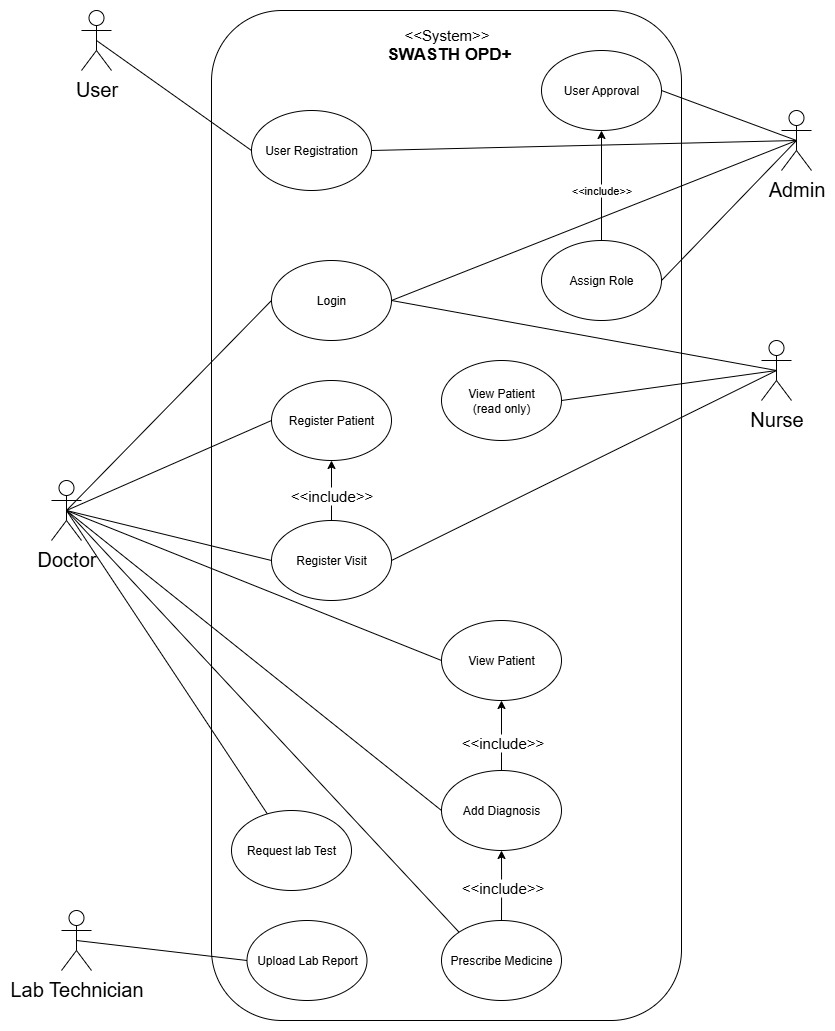 <<System>>
SWASTH OPD+
User
User Approval
User Registration
Admin
<<include>>
Assign Role
Login
View Patient
(read only)
Nurse
Register Patient
<<include>>
Doctor
Register Visit
View Patient
<<include>>
Add Diagnosis
Request lab Test
<<include>>
Upload Lab Report
Prescribe Medicine
Lab Technician